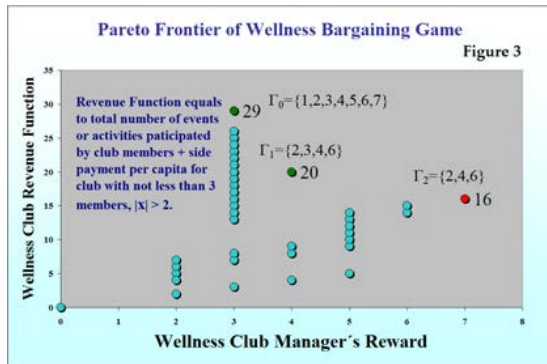 Pareto Frontier of Wellness Bargaining Game
Figure 3
Wellness Club Revenue Function
35
30
25
20
15
10
5
0
Revenue Function equals
to total number of events
or activities paticipated
by club members + side
payment per capita for
club with not less than 3
members, |x| > 2.
Γ0={1,2,3,4,5,6,7}
29
Γ1={2,3,4,6}
20
Γ2={2,4,6}
16
0 1 2 3 4 5 6 7 8
Wellness Club Manager´s Reward